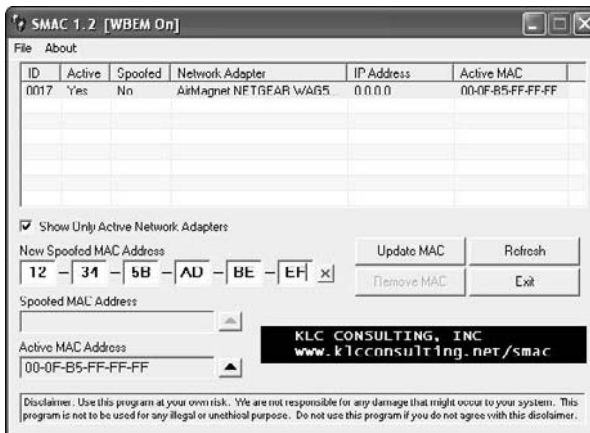 SMAC 1.2 [WBEM On]
File About
ID Active Spoofed Network Adapter IP Address Active MAC
0017 Yes No AirMagnet NETGEAR WAG5... 0.0.0.0 00-0F-B5-FF-FF-FF
Show Only Active Network Adapters
New Spoofed MAC Address
12 - 34 - 5B - AD - BE - EF X
Update MAC Refresh
Remove MAC Exit
Spoofed MAC Address
KLC CONSULTING, INC
www.klcconsulting.net/smac
Active MAC Address
00-0F-B5-FF-FF-FF
Disclaimer: Use this program at your own risk. We are not responsible for any damage that might occur to your system. This
program is not to be used for any illegal or unethical purpose. Do not use this program if you do not agree with this disclaimer.